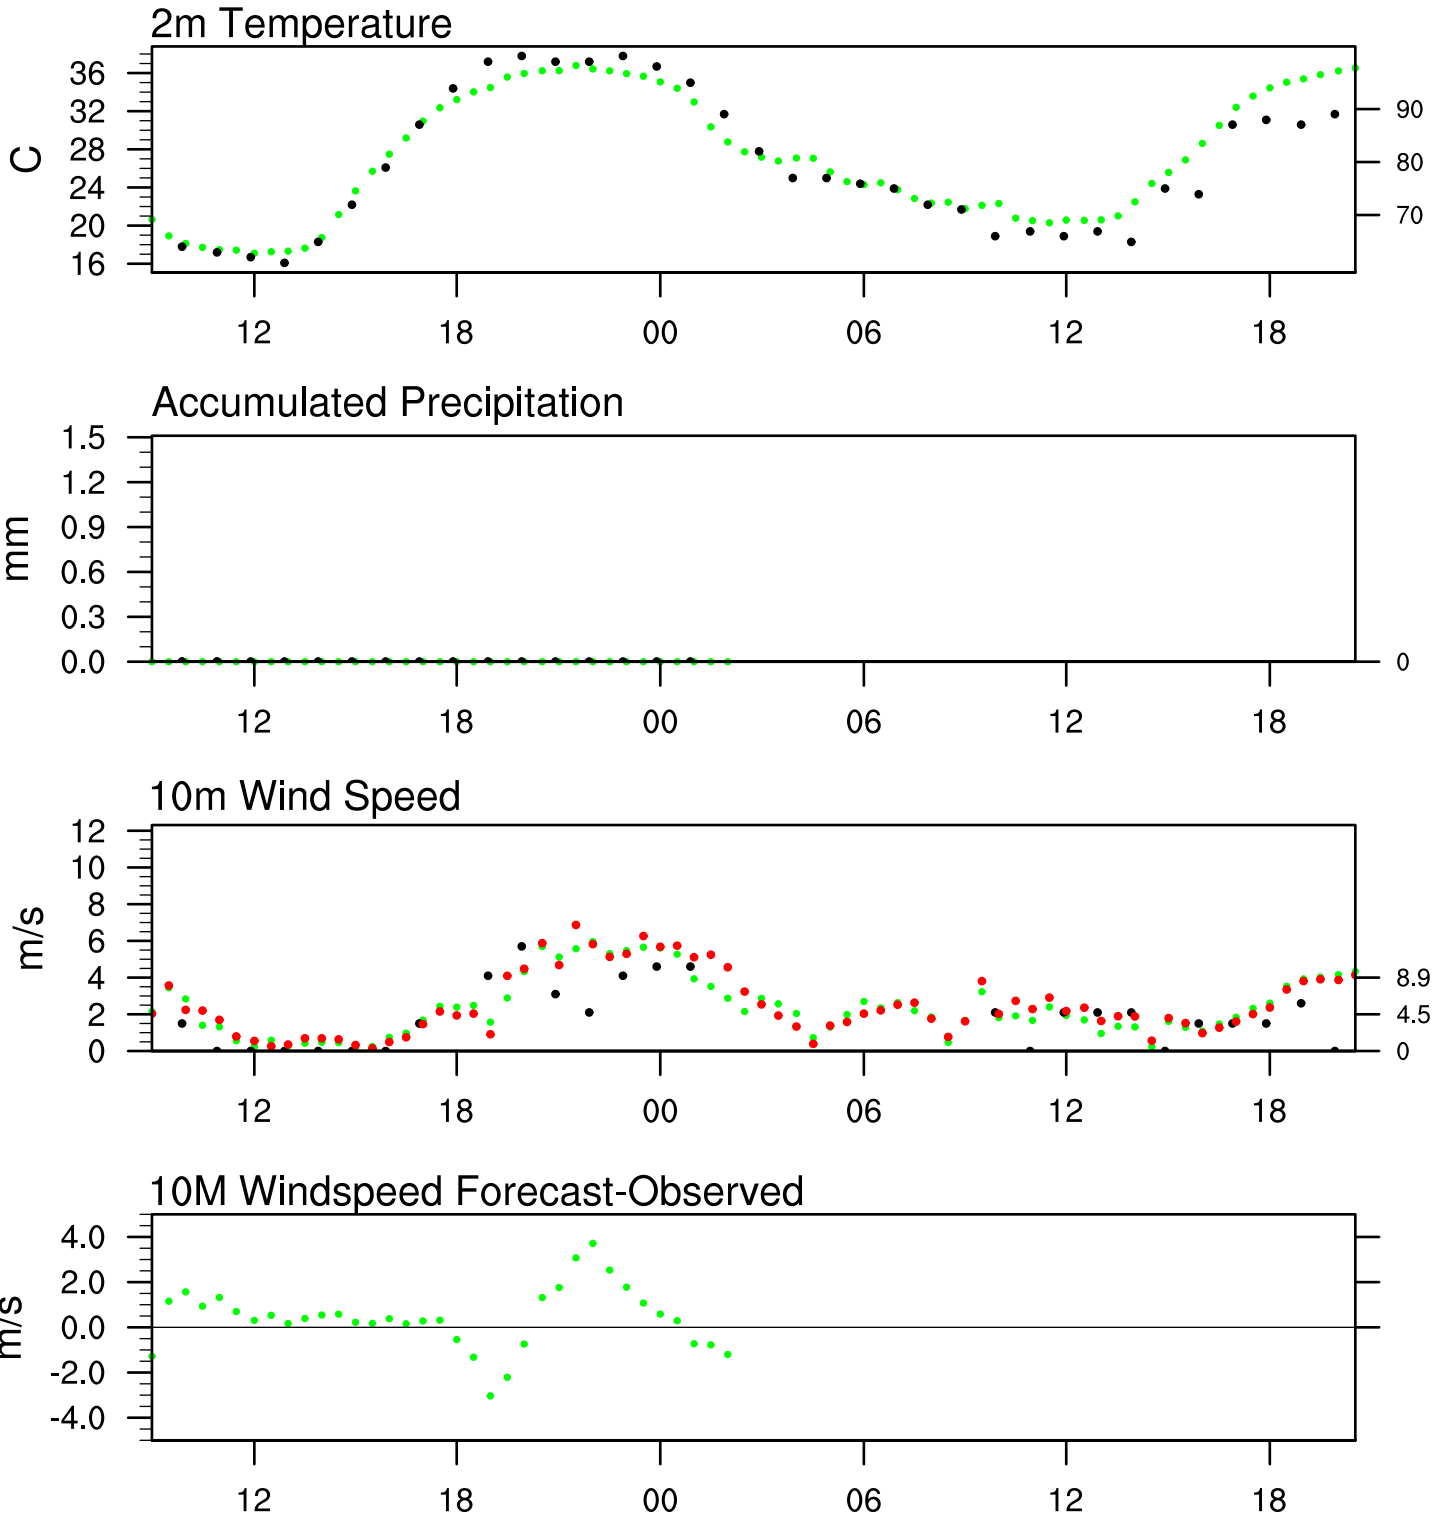 2m Temperature
36
32
28
24
20
16
C
90
80
70
12 18 00 06 12 18
Accumulated Precipitation
1.5
1.2
0.9
0.6
0.3
0.0
mm
0
12 18 00 06 12 18
10m Wind Speed
12
10
8
6
4
2
0
m/s
8.9
4.5
0
12 18 00 06 12 18
10M Windspeed Forecast-Observed
4.0
2.0
0.0
-2.0
-4.0
m/s
12 18 00 06 12 18